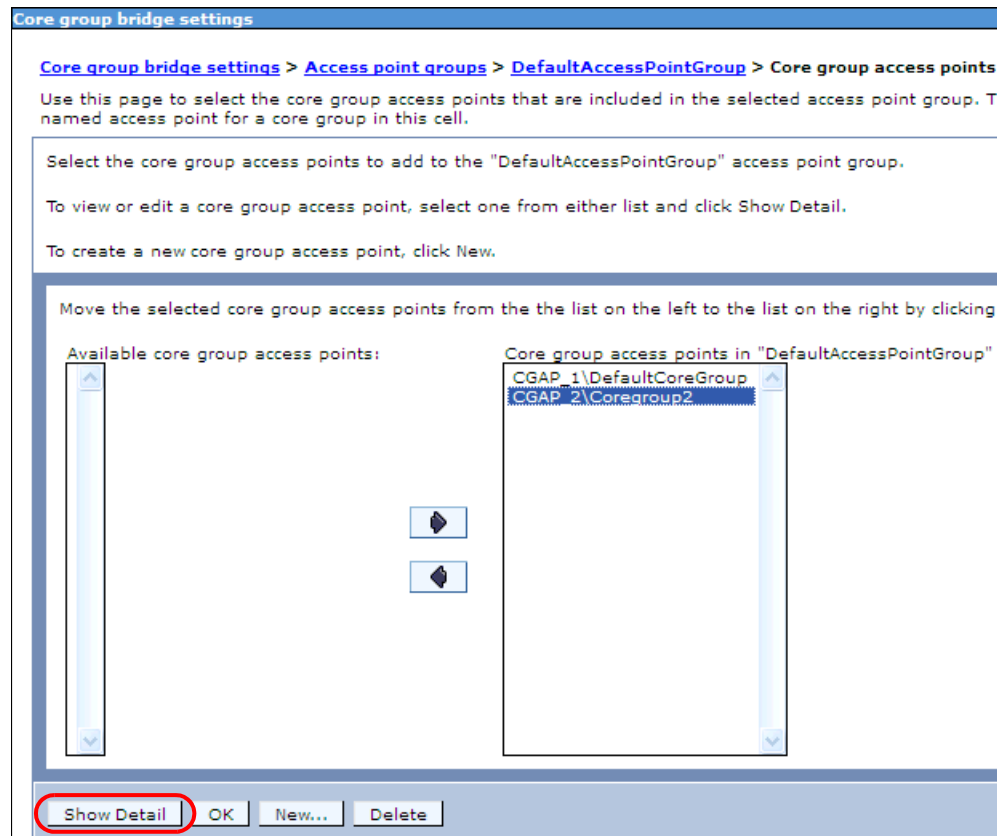 Core group bridge settings
Core group bridge settings > Access point groups > DefaultAccessPointGroup > Core group access points
Use this page to select the core group access points that are included in the selected access point group. T
named access point for a core group in this cell.
Select the core group access points to add to the "DefaultAccessPointGroup" access point group.
To view or edit a core group access point, select one from either list and click Show Detail.
To create a new core group access point, click New.
Move the selected core group access points from the the list on the left to the list on the right by clicking
Available core group access points:
Core group access points in "DefaultAccessPointGroup"
CGAP_1\DefaultCoreGroup
CGAP_2\Coregroup2
Show Detail OK New... Delete